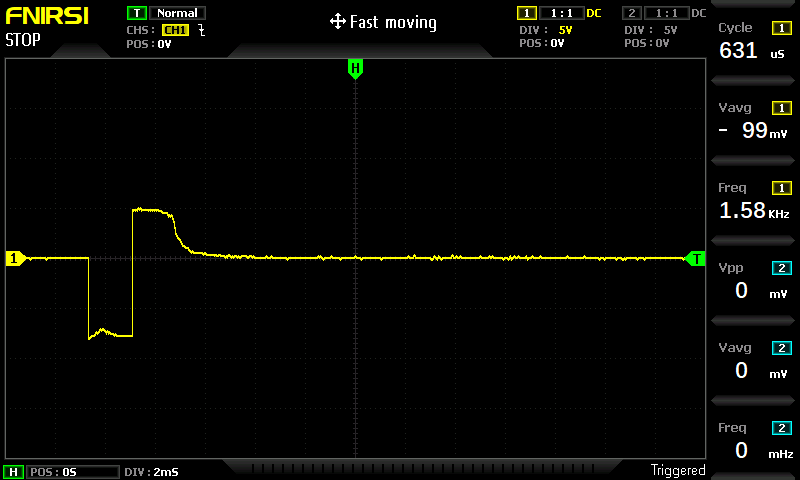 FNIRSI
STOP
T Normal
CHS: CH1
POS: 0V
Fast moving
1 1:1 DC
DIV: 5V
POS: 0V
2 1:1 DC
DIV: 5V
POS: 0V
H
1
T
Cycle 1
631 uS
Vavg 1
- 99 mV
Freq 1
1.58 KHz
Vpp 2
0 mV
Vavg 2
0 mV
Freq 2
0 mHz
H POS: 0S DIV: 2mS
Triggered